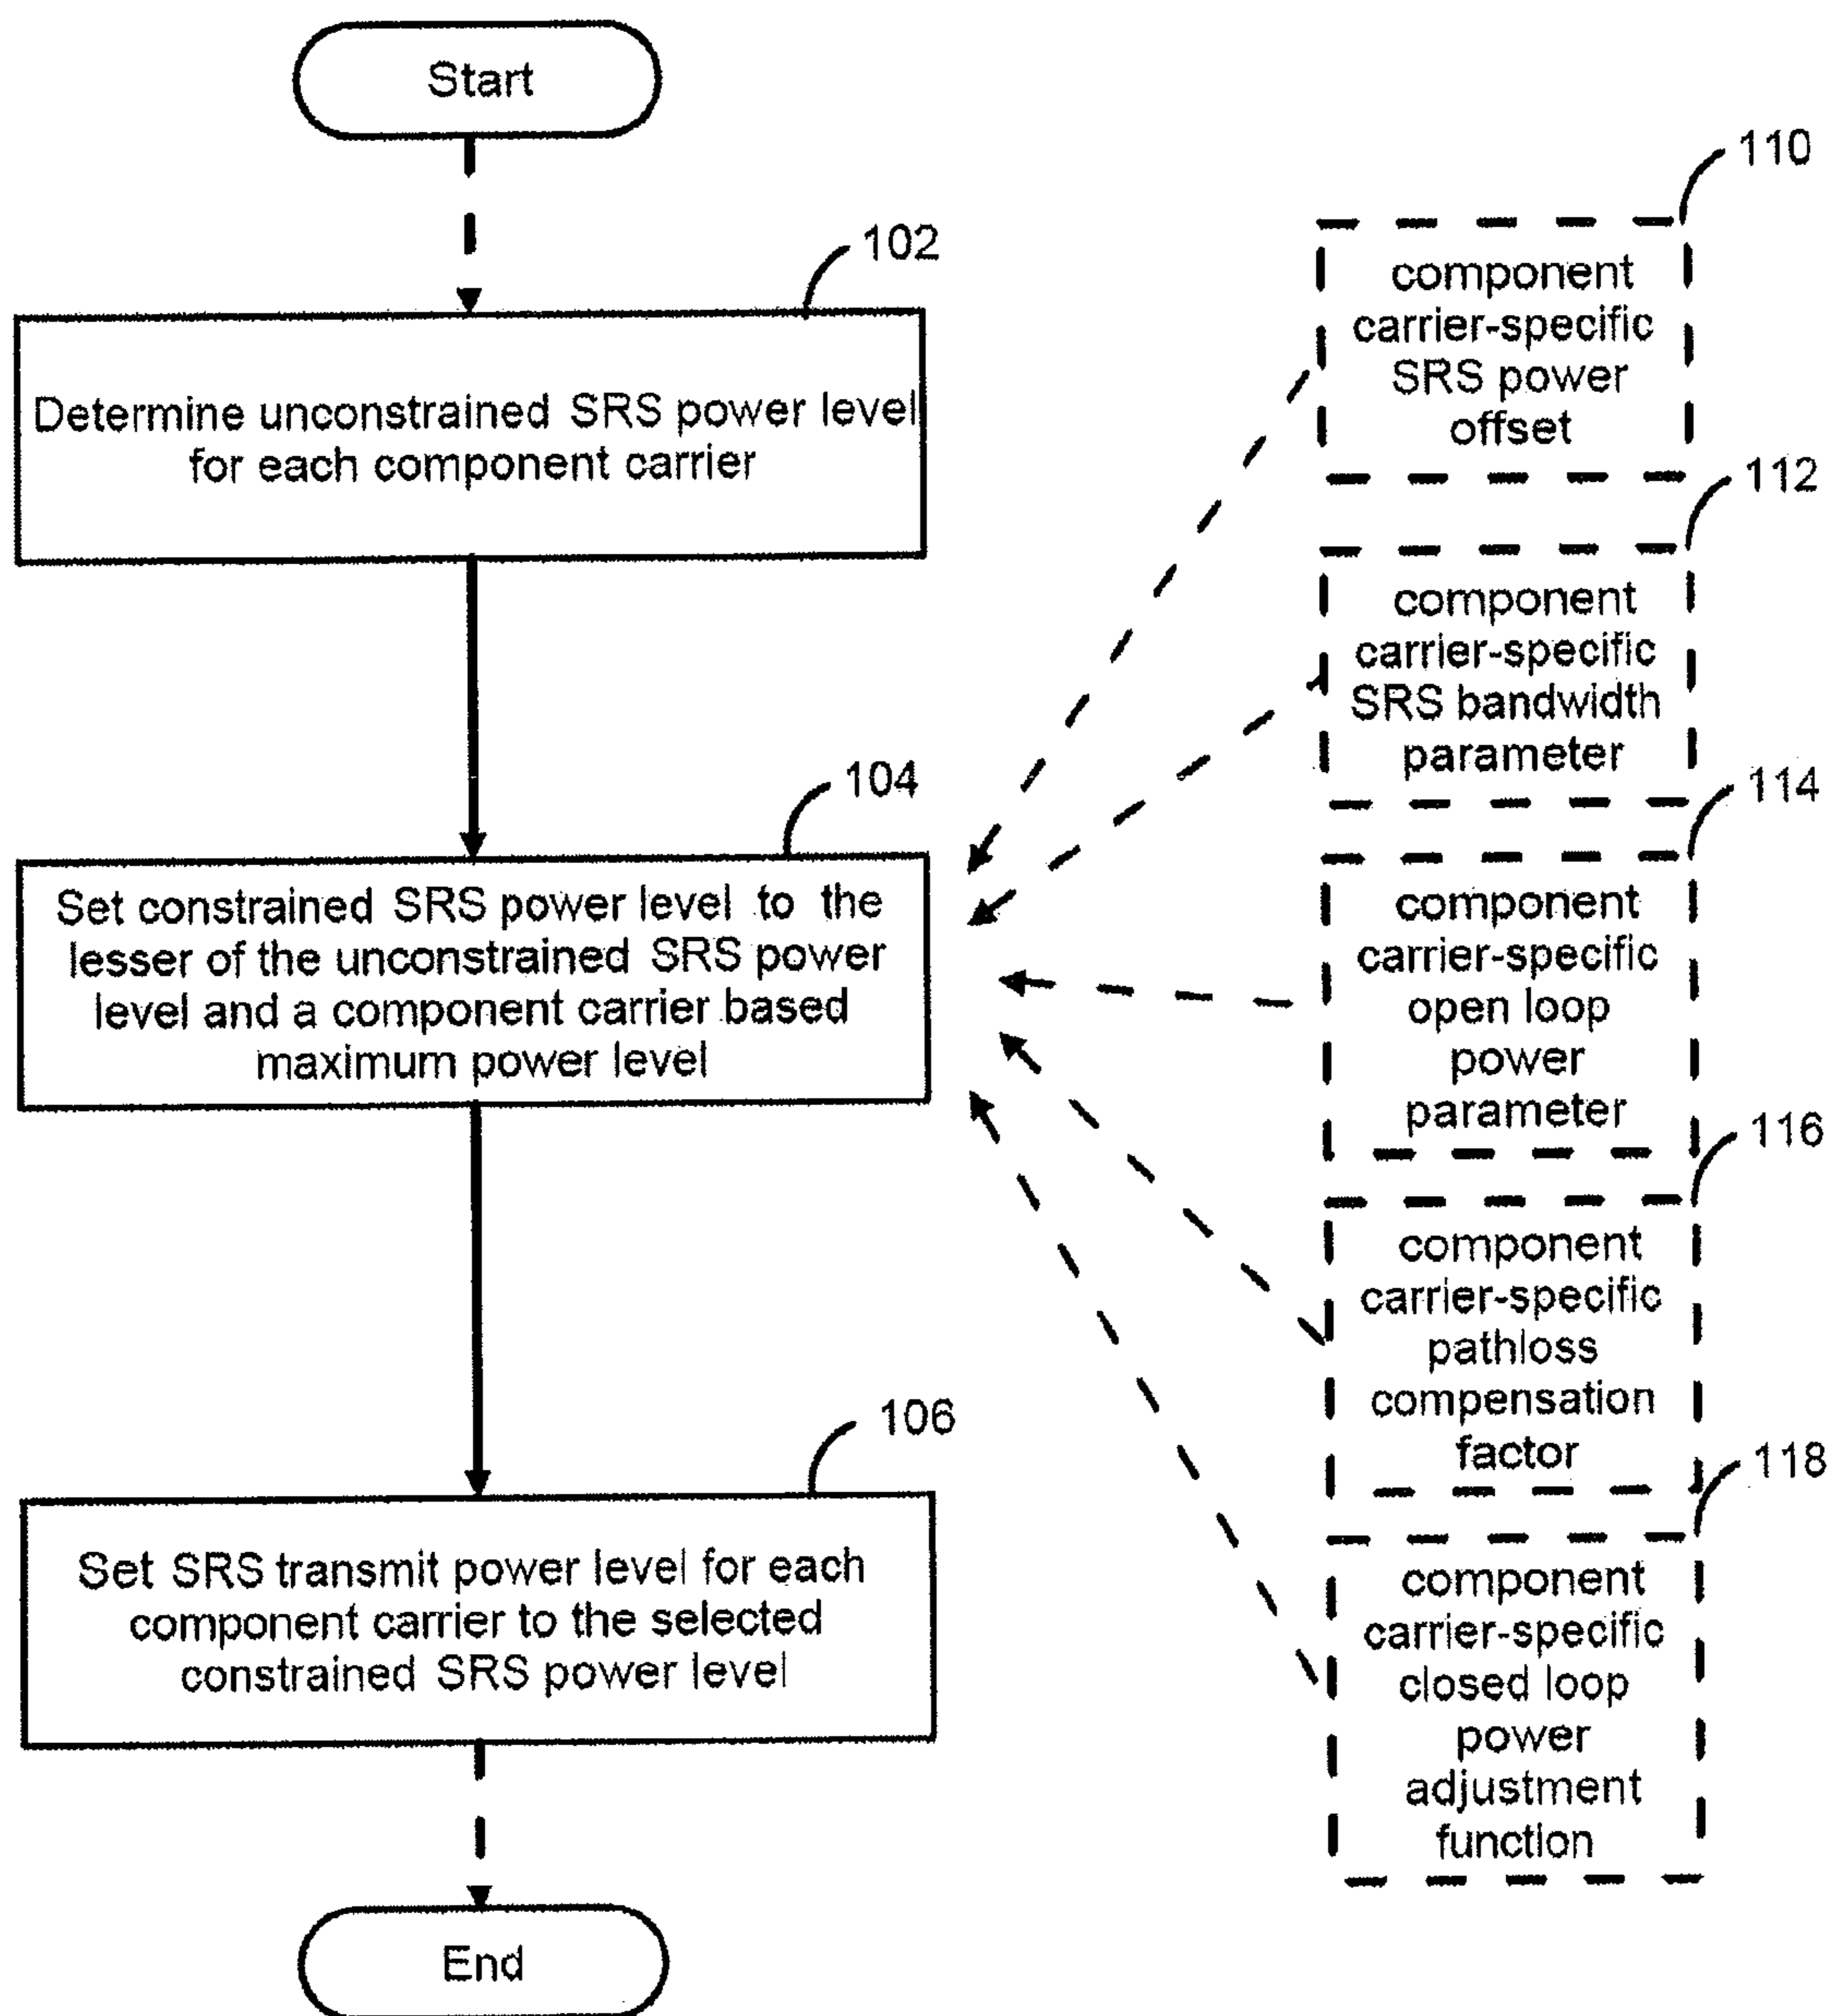 Start
102
Determine unconstrained SRS power level
for each component carrier
104
Set constrained SRS power level to the
lesser of the unconstrained SRS power
level and a component carrier based
maximum power level
106
Set SRS transmit power level for each
component carrier to the selected
constrained SRS power level
End
110
component
carrier-specific
SRS power
offset
112
component
carrier-specific
SRS bandwidth
parameter
114
component
carrier-specific
open loop
power
parameter
116
component
carrier-specific
pathloss
compensation
factor
118
component
carrier-specific
closed loop
power
adjustment
function